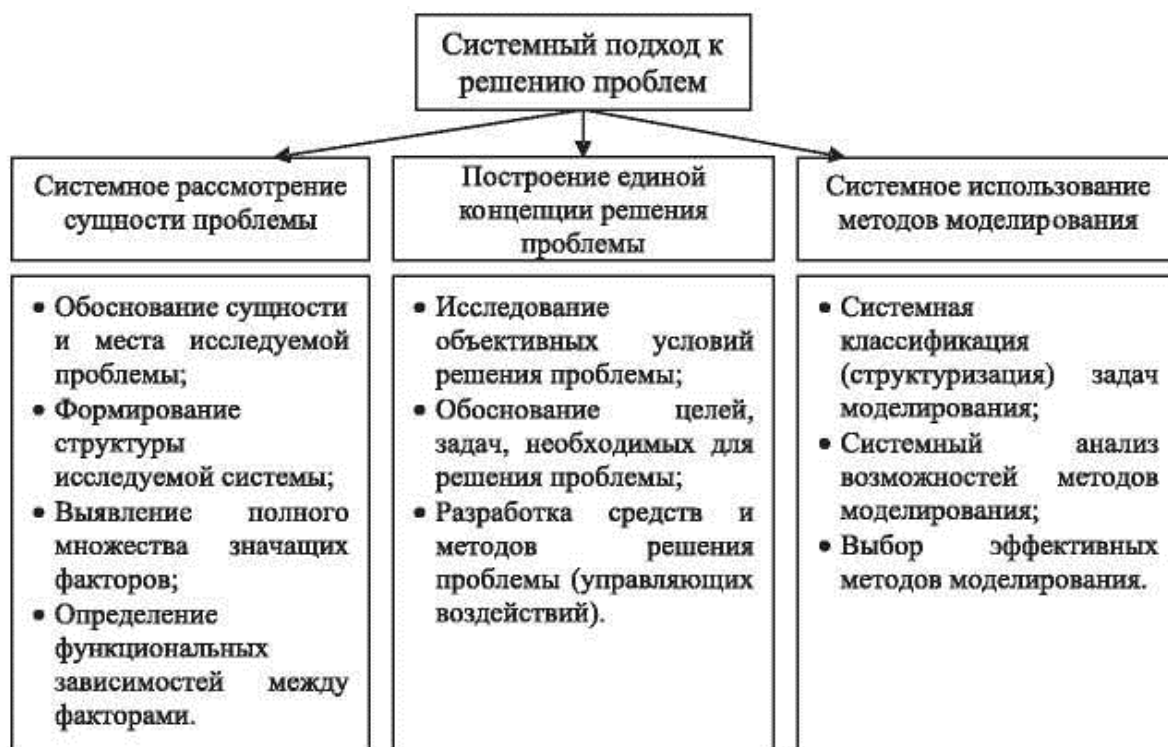 Системный подход к
решению проблем
Системное рассмотрение
сущности проблемы
Построение единой
концепции решения
проблемы
Системное использование
методов моделирования
• Обоснование сущности
и места исследуемой
проблемы;
• Формирование
структуры
исследуемой системы;
• Выявление полного
множества значащих
факторов;
• Определение
функциональных
зависимостей между
факторами.
• Исследование
объективных условий
решения проблемы;
• Обоснование целей,
задач, необходимых для
решения проблемы;
• Разработка средств и
методов решения
проблемы (управляющих
воздействий).
• Системная
классификация
(структуризация) задач
моделирования;
• Системный анализ
возможностей методов
моделирования;
• Выбор эффективных
методов моделирования.